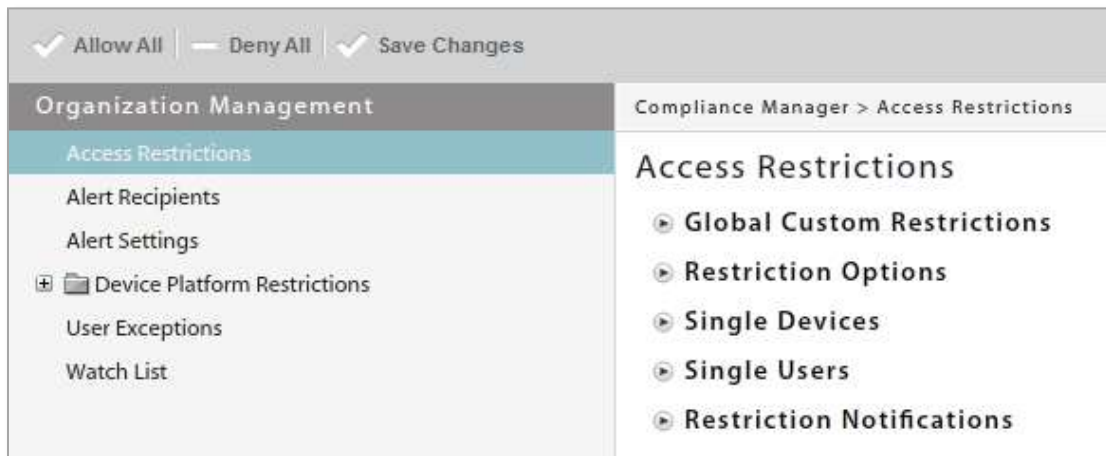 Allow All Deny All Save Changes
Organization Management
Access Restrictions
Alert Recipients
Alert Settings
Device Platform Restrictions
User Exceptions
Watch List
Compliance Manager > Access Restrictions
Access Restrictions
Global Custom Restrictions
Restriction Options
Single Devices
Single Users
Restriction Notifications